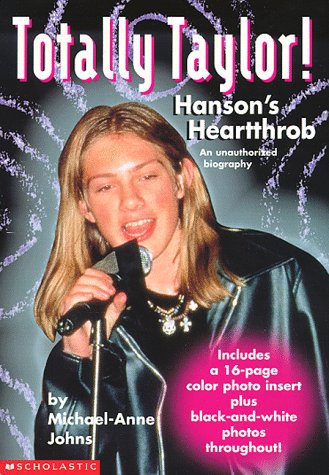 Totally Taylor!
Hanson's
Heartthrob
An unauthorized
biography
Includes
a 16-page
color photo insert
plus
black-and-white
photos
throughout!
by
Michael-Anne
Johns
SCHOLASTIC